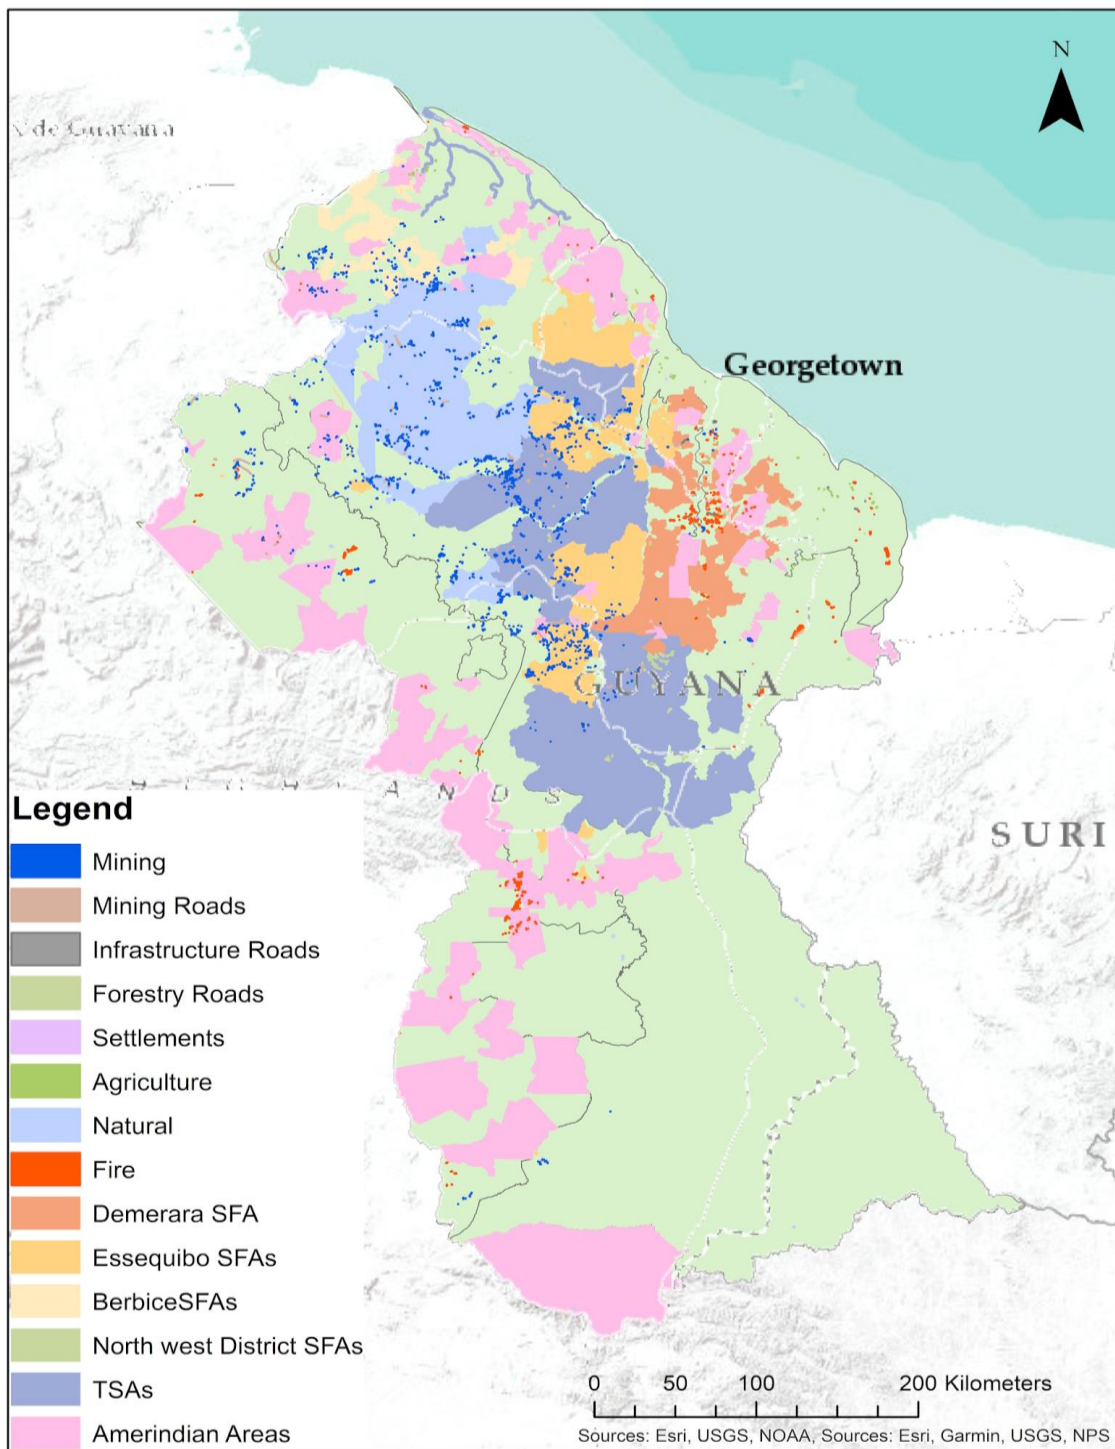 N
de Guayana
Georgetown
GUYANA
A N D S
SURI
Legend
Mining
Mining Roads
Infrastructure Roads
Forestry Roads
Settlements
Agriculture
Natural
Fire
Demerara SFA
Essequibo SFAs
BerbiceSFAs
North west District SFAs
TSAs
Amerindian Areas
0 50 100 200 Kilometers
Sources: Esri, USGS, NOAA, Sources: Esri, Garmin, USGS, NPS